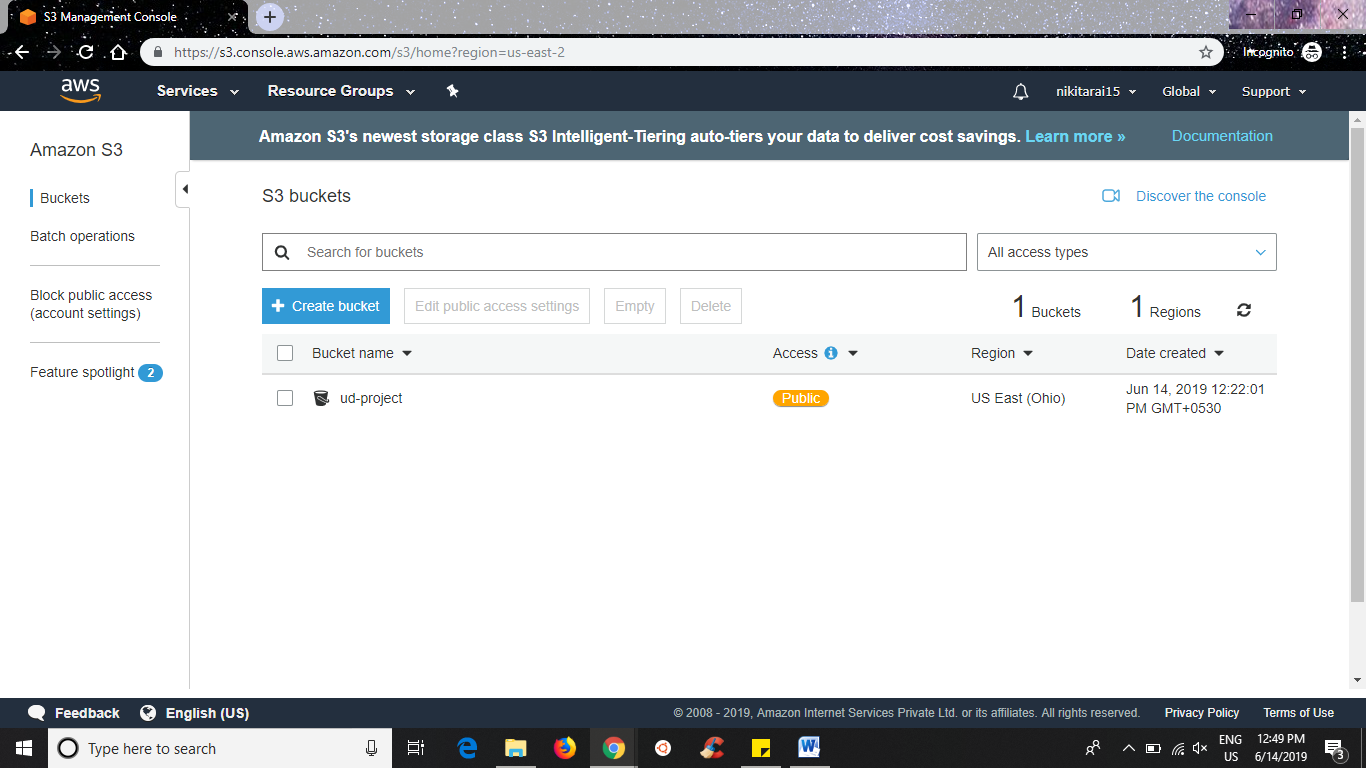 S3 Management Console
https://s3.console.aws.amazon.com/s3/home?region=us-east-2
Incognito
aws
Services
Resource Groups
nikitarai15
Global
Support
Amazon S3
Buckets
Batch operations
Block public access
(account settings)
Feature spotlight 2
Amazon S3's newest storage class S3 Intelligent-Tiering auto-tiers your data to deliver cost savings. Learn more »
Documentation
S3 buckets
Discover the console
Search for buckets
All access types
+ Create bucket
Edit public access settings
Empty
Delete
1 Buckets
1 Regions
Bucket name
Access
Region
Date created
ud-project
Public
US East (Ohio)
Jun 14, 2019 12:22:01
PM GMT+0530
Feedback
English (US)
© 2008 - 2019, Amazon Internet Services Private Ltd. or its affiliates. All rights reserved.
Privacy Policy
Terms of Use
Type here to search
ENG
US
12:49 PM
6/14/2019
3